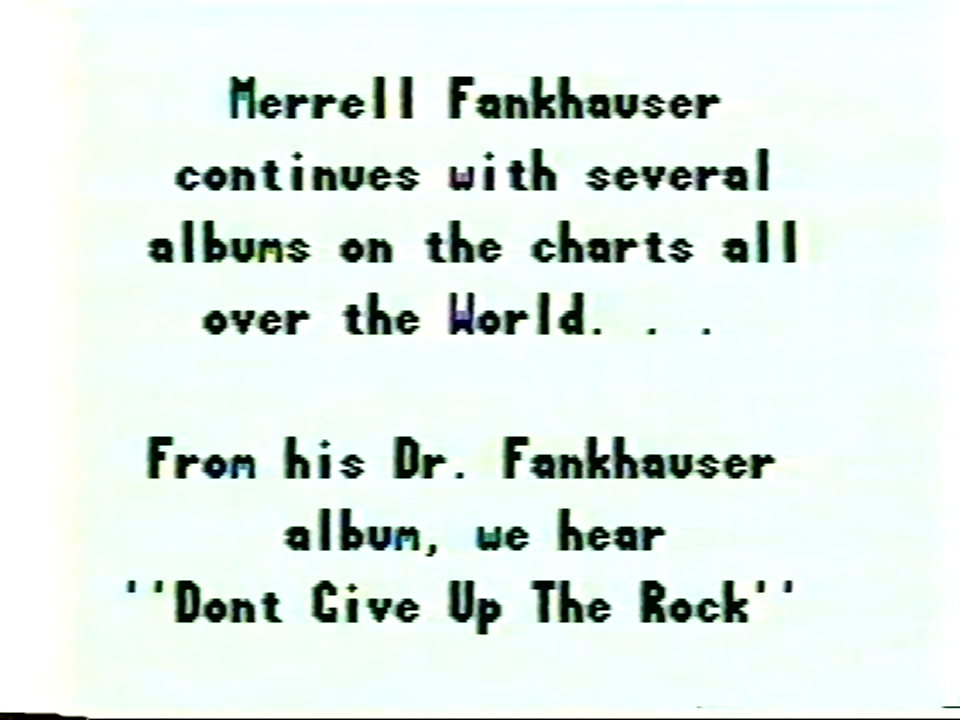 Merrell Fankhauser
continues with several
albums on the charts all
over the World. . .
From his Dr. Fankhauser
album, we hear
''Dont Give Up The Rock''